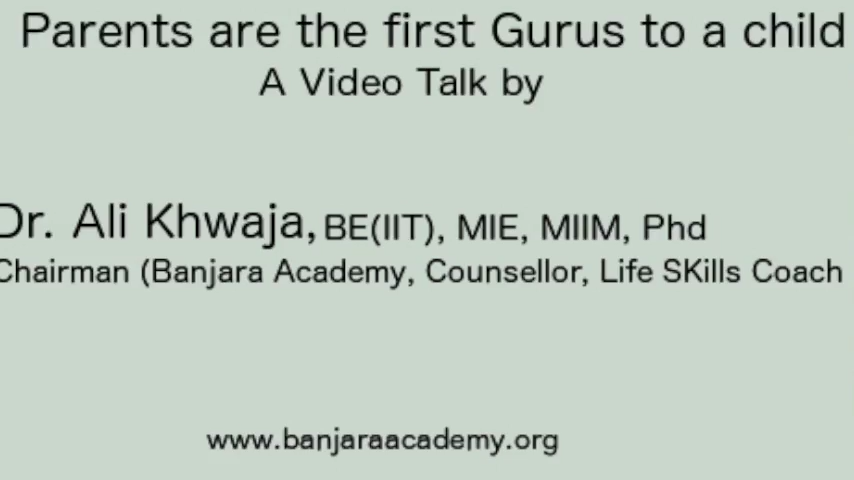 Parents are the first Gurus to a child
A Video Talk by
Dr. Ali Khwaja, BE(IIT), MIE, MIIM, Phd
Chairman (Banjara Academy, Counsellor, Life SKills Coach
www.banjaraacademy.org